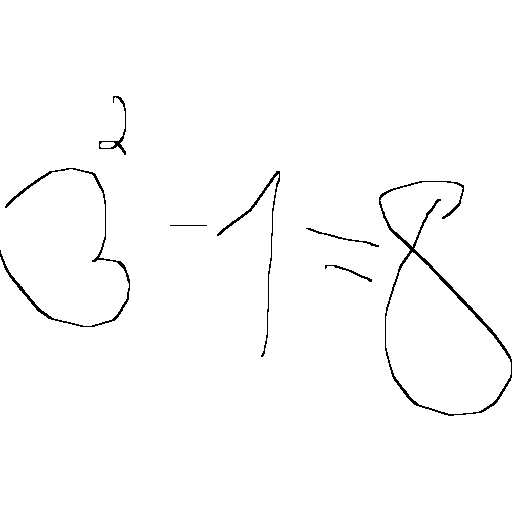 3² - 1 = 8